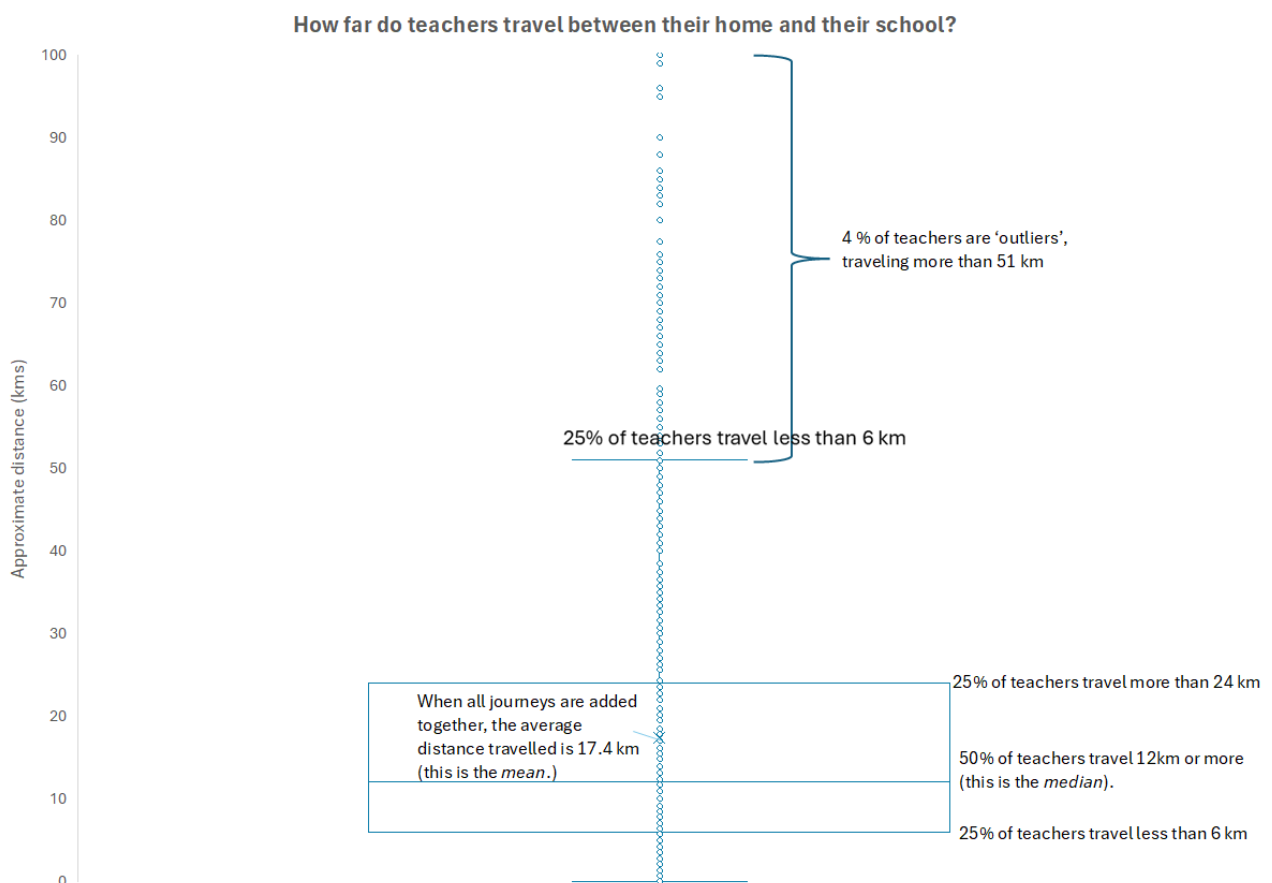 How far do teachers travel between their home and their school?
100
90
80
70
60
50
40
30
20
10
0
Approximate distance (kms)
4 % of teachers are ‘outliers’,
traveling more than 51 km
25% of teachers travel less than 6 km
25% of teachers travel more than 24 km
When all journeys are added
together, the average
distance travelled is 17.4 km
(this is the mean.)
50% of teachers travel 12km or more
(this is the median).
25% of teachers travel less than 6 km